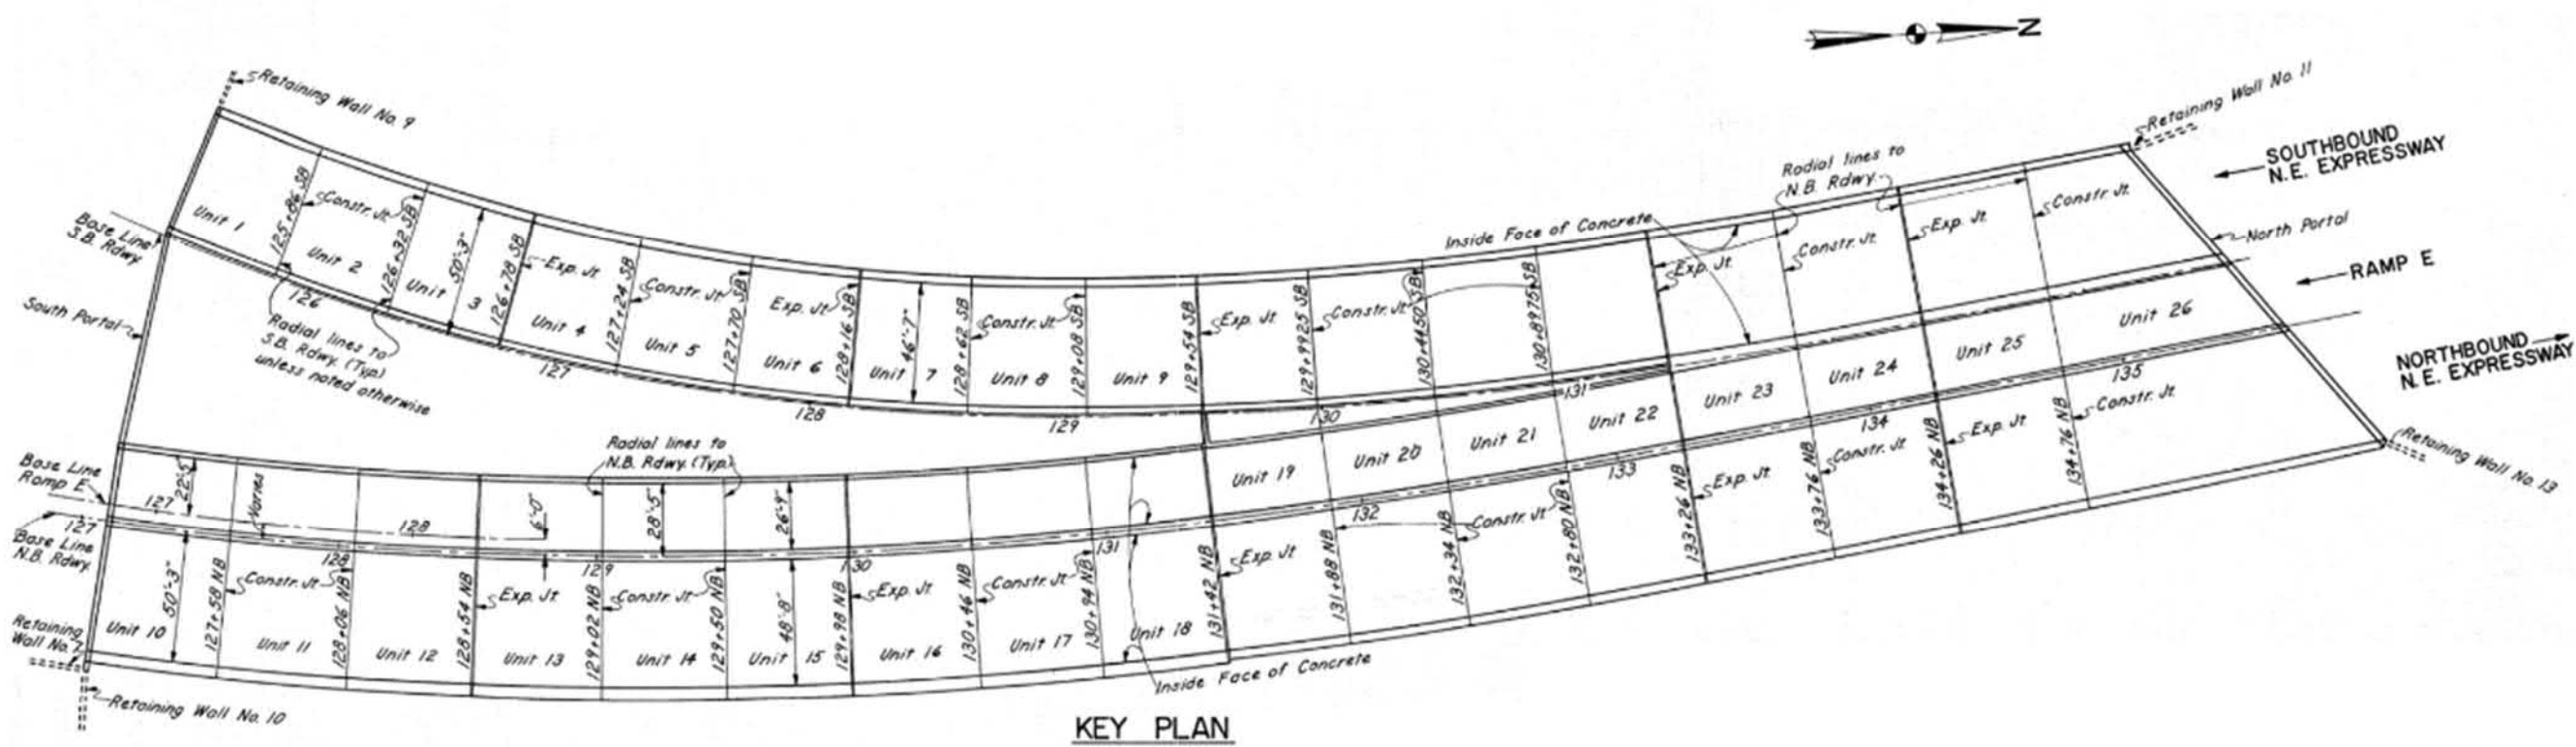 N
Retaining Wall No. 9
Retaining Wall No. 11
SOUTHBOUND
N.E. EXPRESSWAY
North Portal
RAMP E
NORTHBOUND
N.E. EXPRESSWAY
Retaining Wall No. 13
Radial lines to
N.B. Rdwy.
Inside Face of Concrete
Base Line
S.B. Rdwy
South Portal
Unit 1
125+86 SB
Constr. Jt.
Unit 2
126+32 SB
Unit 3
50'-3"
126+78 SB
Exp. Jt.
Unit 4
127+24 SB
Constr. Jt.
Unit 5
127+70 SB
Exp. Jt.
Unit 6
128+16 SB
Unit 7
46'-7"
128+62 SB
Constr. Jt.
Unit 8
129+08 SB
Unit 9
129+54 SB
Exp. Jt.
129+9925 SB
Constr. Jt.
130+4450 SB
130+8975 SB
Exp. Jt.
Constr. Jt.
Exp. Jt.
Constr. Jt.
126
127
128
129
130
131
Radial lines to
S.B. Rdwy. (Typ.)
unless noted otherwise
Radial lines to
N.B. Rdwy. (Typ.)
Unit 19
Unit 20
Unit 21
Unit 22
Unit 23
Unit 24
Unit 25
Unit 26
Base Line
Ramp E
127
128
22'-5"
Varies
6'-0"
28'-5"
26'-9"
127
Base Line
N.B. Rdwy.
128
129
130
131
132
133
134
135
Retaining
Wall No. 7
Unit 10
50'-3"
127+58 NB
Constr. Jt.
Unit 11
128+06 NB
Unit 12
128+54 NB
Exp. Jt.
Unit 13
129+02 NB
Constr. Jt.
Unit 14
129+50 NB
Unit 15
48'-8"
129+98 NB
Exp. Jt.
Unit 16
130+46 NB
Constr. Jt.
Unit 17
130+94 NB
Unit 18
131+42 NB
Exp. Jt.
131+88 NB
132+34 NB
Constr. Jt.
132+80 NB
133+26 NB
Exp. Jt.
133+76 NB
Constr. Jt.
134+26 NB
Exp. Jt.
134+76 NB
Constr. Jt.
Inside Face of Concrete
Retaining Wall No. 10
KEY PLAN